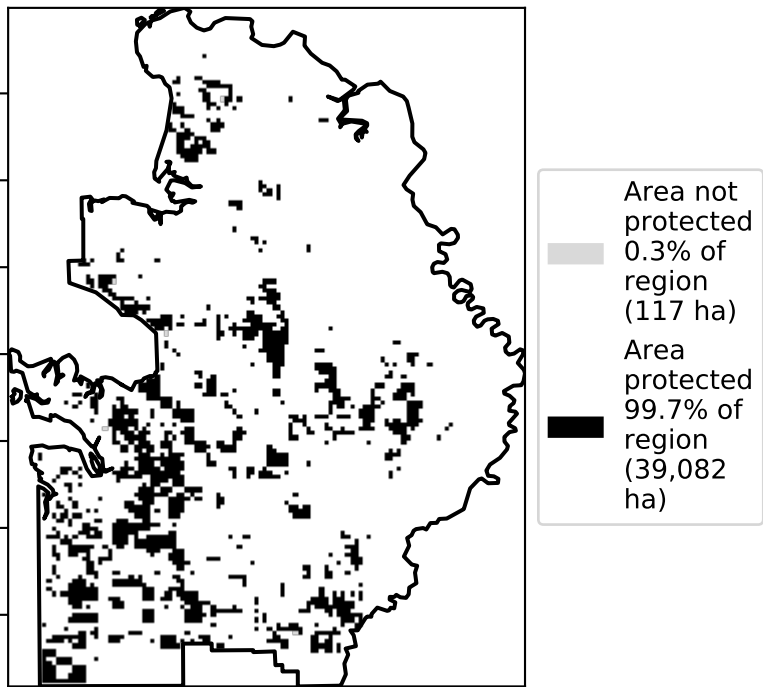 Area not
protected
0.3% of
region
(117 ha)
Area
protected
99.7% of
region
(39,082
ha)